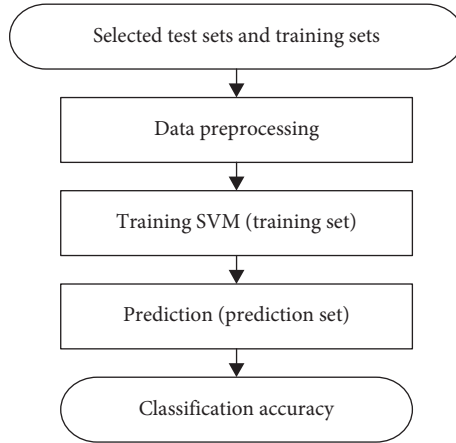 Selected test sets and training sets
Data preprocessing
Training SVM (training set)
Prediction (prediction set)
Classification accuracy